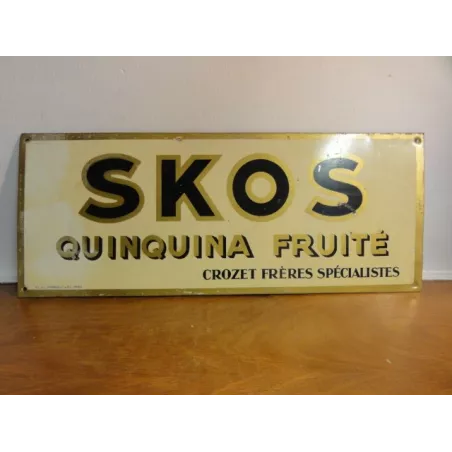 SKOS
QUINQUINA FRUITÉ
CROZET FRÈRES SPÉCIALISTES